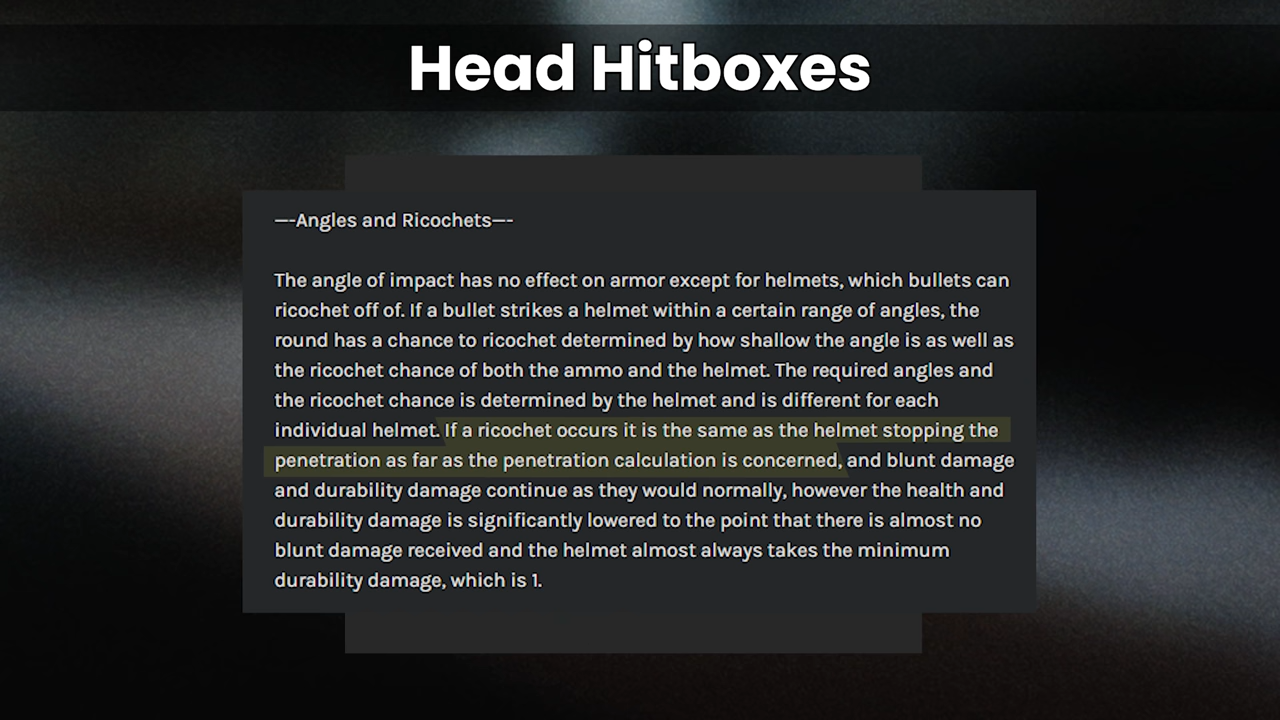 Head Hitboxes
—-Angles and Ricochets—-
The angle of impact has no effect on armor except for helmets, which bullets can
ricochet off of. If a bullet strikes a helmet within a certain range of angles, the
round has a chance to ricochet determined by how shallow the angle is as well as
the ricochet chance of both the ammo and the helmet. The required angles and
the ricochet chance is determined by the helmet and is different for each
individual helmet. If a ricochet occurs it is the same as the helmet stopping the
penetration as far as the penetration calculation is concerned, and blunt damage
and durability damage continue as they would normally, however the health and
durability damage is significantly lowered to the point that there is almost no
blunt damage received and the helmet almost always takes the minimum
durability damage, which is 1.